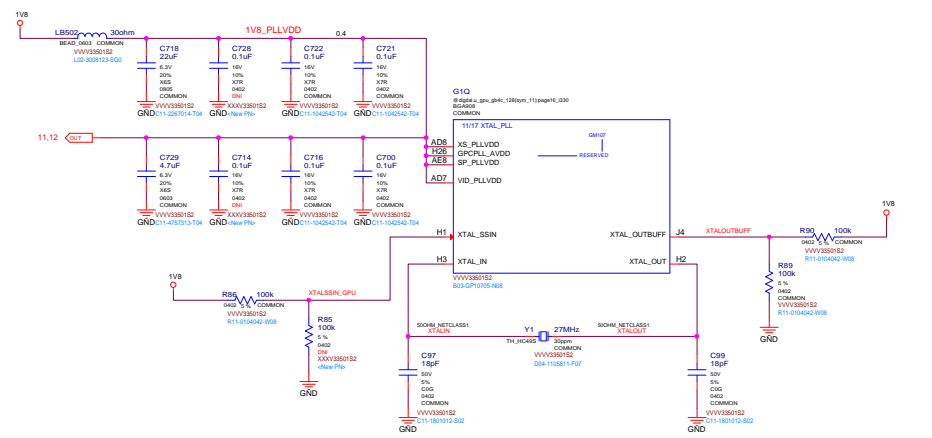 1V8
LB502 30ohm
BEAD_0603 COMMON
VVVV33501S2
L02-3008123-SG0
1V8_PLLVDD
0.4
C718
22uF
6.3V
20%
X6S
0805
COMMON
VVVV33501S2
C11-2267014-T04
GND
C728
0.1uF
16V
10%
X7R
0402
DNI
XXXV33501S2
<New PN>
GND
C722
0.1uF
16V
10%
X7R
0402
COMMON
VVVV33501S2
C11-1042542-T04
GND
C721
0.1uF
16V
10%
X7R
0402
COMMON
VVVV33501S2
C11-1042542-T04
GND
11,12 OUT
C729
4.7uF
6.3V
20%
X6S
0603
COMMON
VVVV33501S2
C11-4757313-T04
GND
C714
0.1uF
16V
10%
X7R
0402
DNI
XXXV33501S2
<New PN>
GND
C716
0.1uF
16V
10%
X7R
0402
COMMON
VVVV33501S2
C11-1042542-T04
GND
C700
0.1uF
16V
10%
X7R
0402
COMMON
VVVV33501S2
C11-1042542-T04
GND
G1Q
@digital.u_gpu_gb4c_128(sym_11):page16_i330
BGA908
COMMON
11/17 XTAL_PLL
GM107
RESERVED
AD8 XS_PLLVDD
H26 GPCPLL_AVDD
AE8 SP_PLLVDD
AD7 VID_PLLVDD
H1 XTAL_SSIN
XTAL_OUTBUFF J4
H3 XTAL_IN
XTAL_OUT H2
VVVV33501S2
B03-GP10705-N08
XTALOUTBUFF
1V8
R90 100k
0402 5 % COMMON
VVVV33501S2
R11-0104042-W08
R89
100k
5 %
0402
COMMON
VVVV33501S2
R11-0104042-W08
GND
1V8
R86 100k
0402 5 % COMMON
VVVV33501S2
R11-0104042-W08
XTALSSIN_GPU
R85
100k
5 %
0402
DNI
XXXV33501S2
<New PN>
GND
50OHM_NETCLASS1
XTALIN
Y1 27MHz
TH_HC49S 30ppm
COMMON
VVVV33501S2
D04-1105811-F07
50OHM_NETCLASS1
XTALOUT
C97
18pF
50V
5%
C0G
0402
COMMON
VVVV33501S2
C11-1801012-S02
GND
C99
18pF
50V
5%
C0G
0402
COMMON
VVVV33501S2
C11-1801012-S02
GND